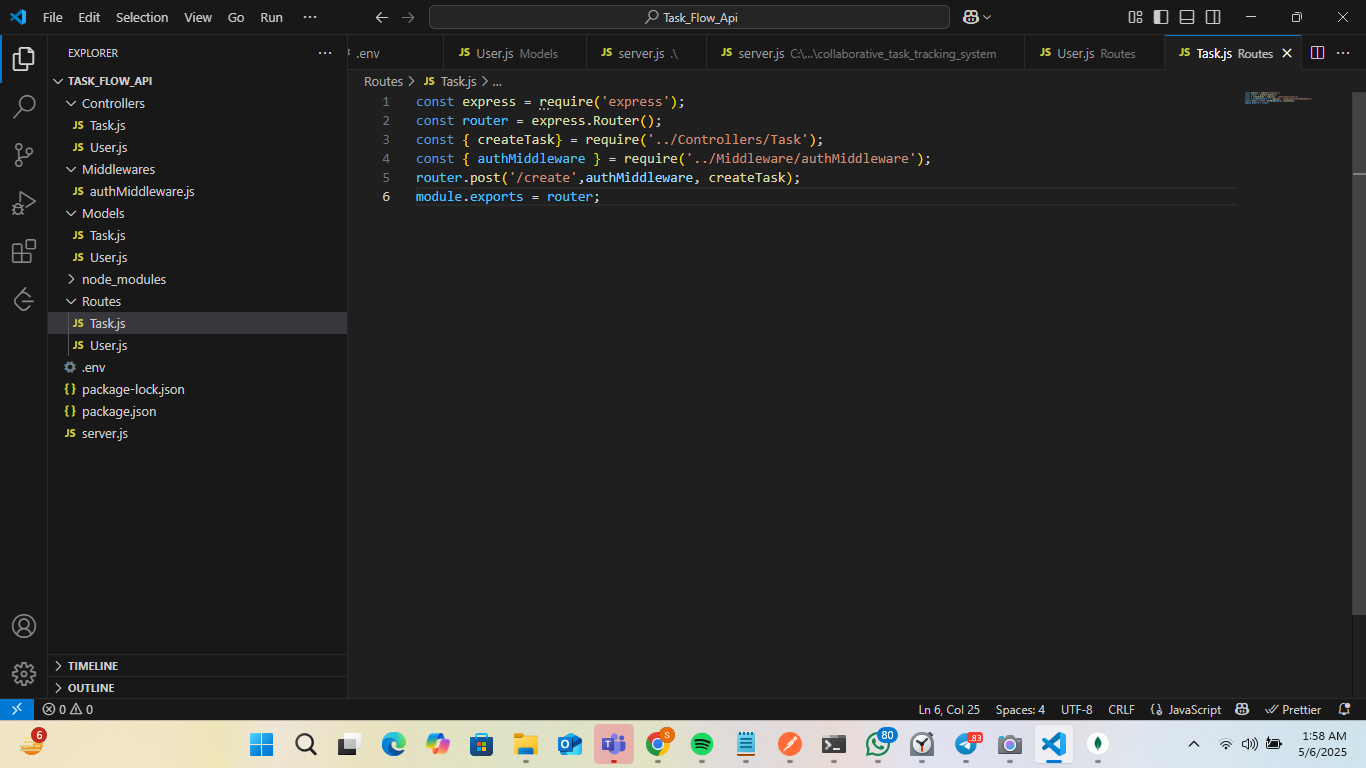 File Edit Selection View Go Run ···
Task_Flow_Api
EXPLORER ···
.env
JS User.js Models
JS server.js .\
JS server.js C:\...\collaborative_task_tracking_system
JS User.js Routes
JS Task.js Routes
Routes > JS Task.js > ...
TASK_FLOW_API
Controllers
JS Task.js
JS User.js
Middlewares
JS authMiddleware.js
Models
JS Task.js
JS User.js
node_modules
Routes
JS Task.js
JS User.js
.env
{} package-lock.json
{} package.json
JS server.js
TIMELINE
OUTLINE
1 const express = require('express');
2 const router = express.Router();
3 const { createTask} = require('../Controllers/Task');
4 const { authMiddleware } = require('../Middleware/authMiddleware');
5 router.post('/create',authMiddleware, createTask);
6 module.exports = router;
0 0
Ln 6, Col 25 Spaces: 4 UTF-8 CRLF {} JavaScript Prettier
6
S
80
83
1:58 AM
5/6/2025